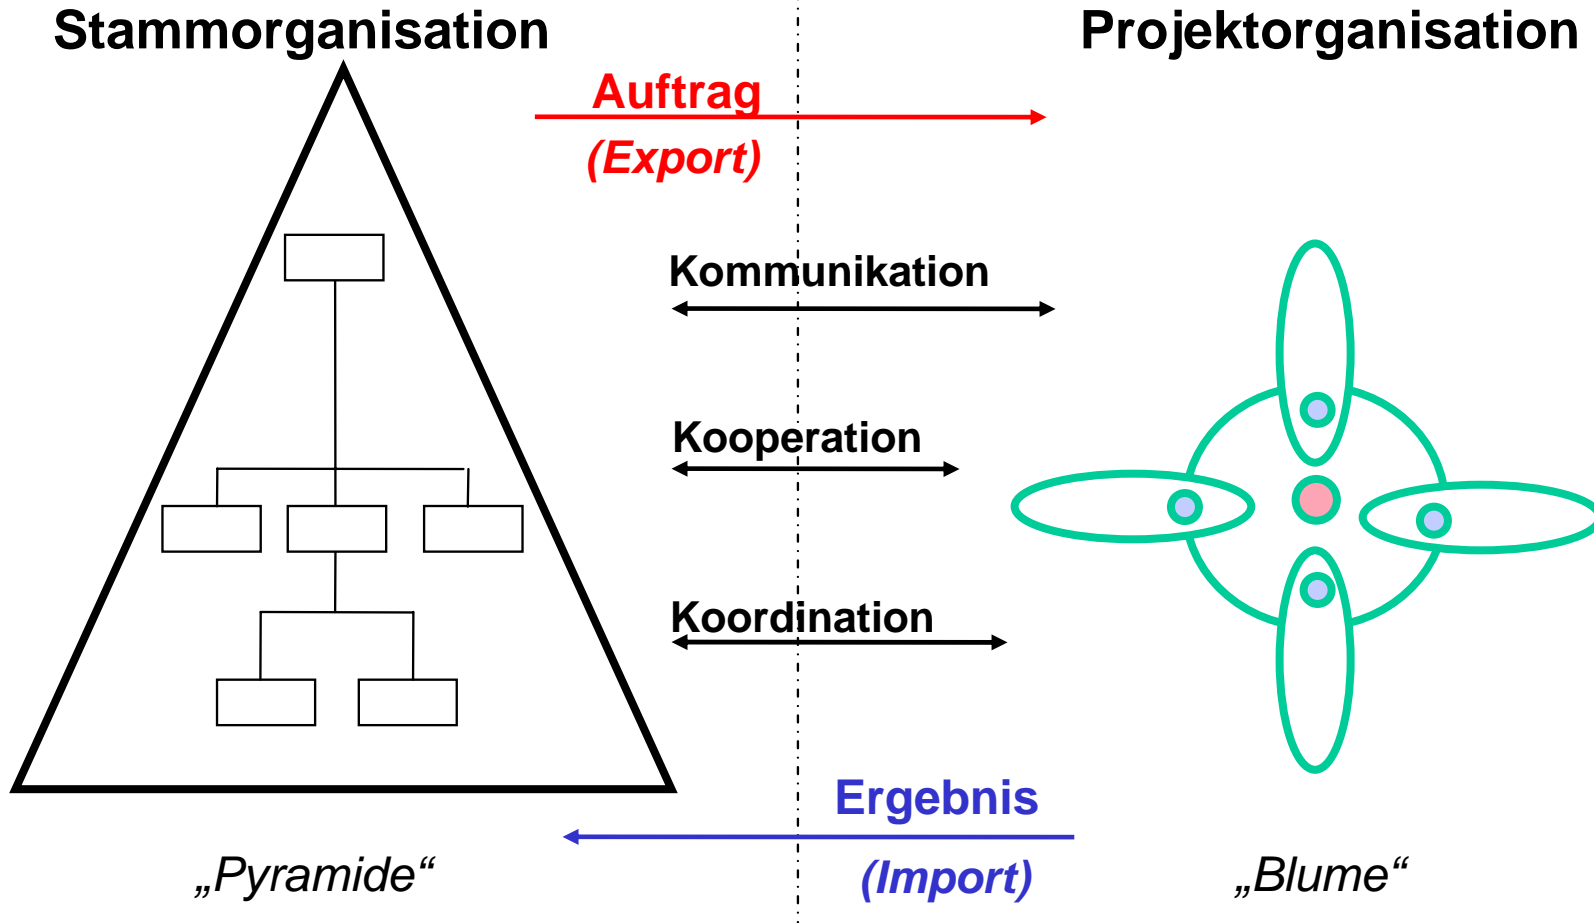 Stammorganisation
Projektorganisation
Auftrag
(Export)
Kommunikation
Kooperation
Koordination
Ergebnis
(Import)
„Pyramide“
„Blume“